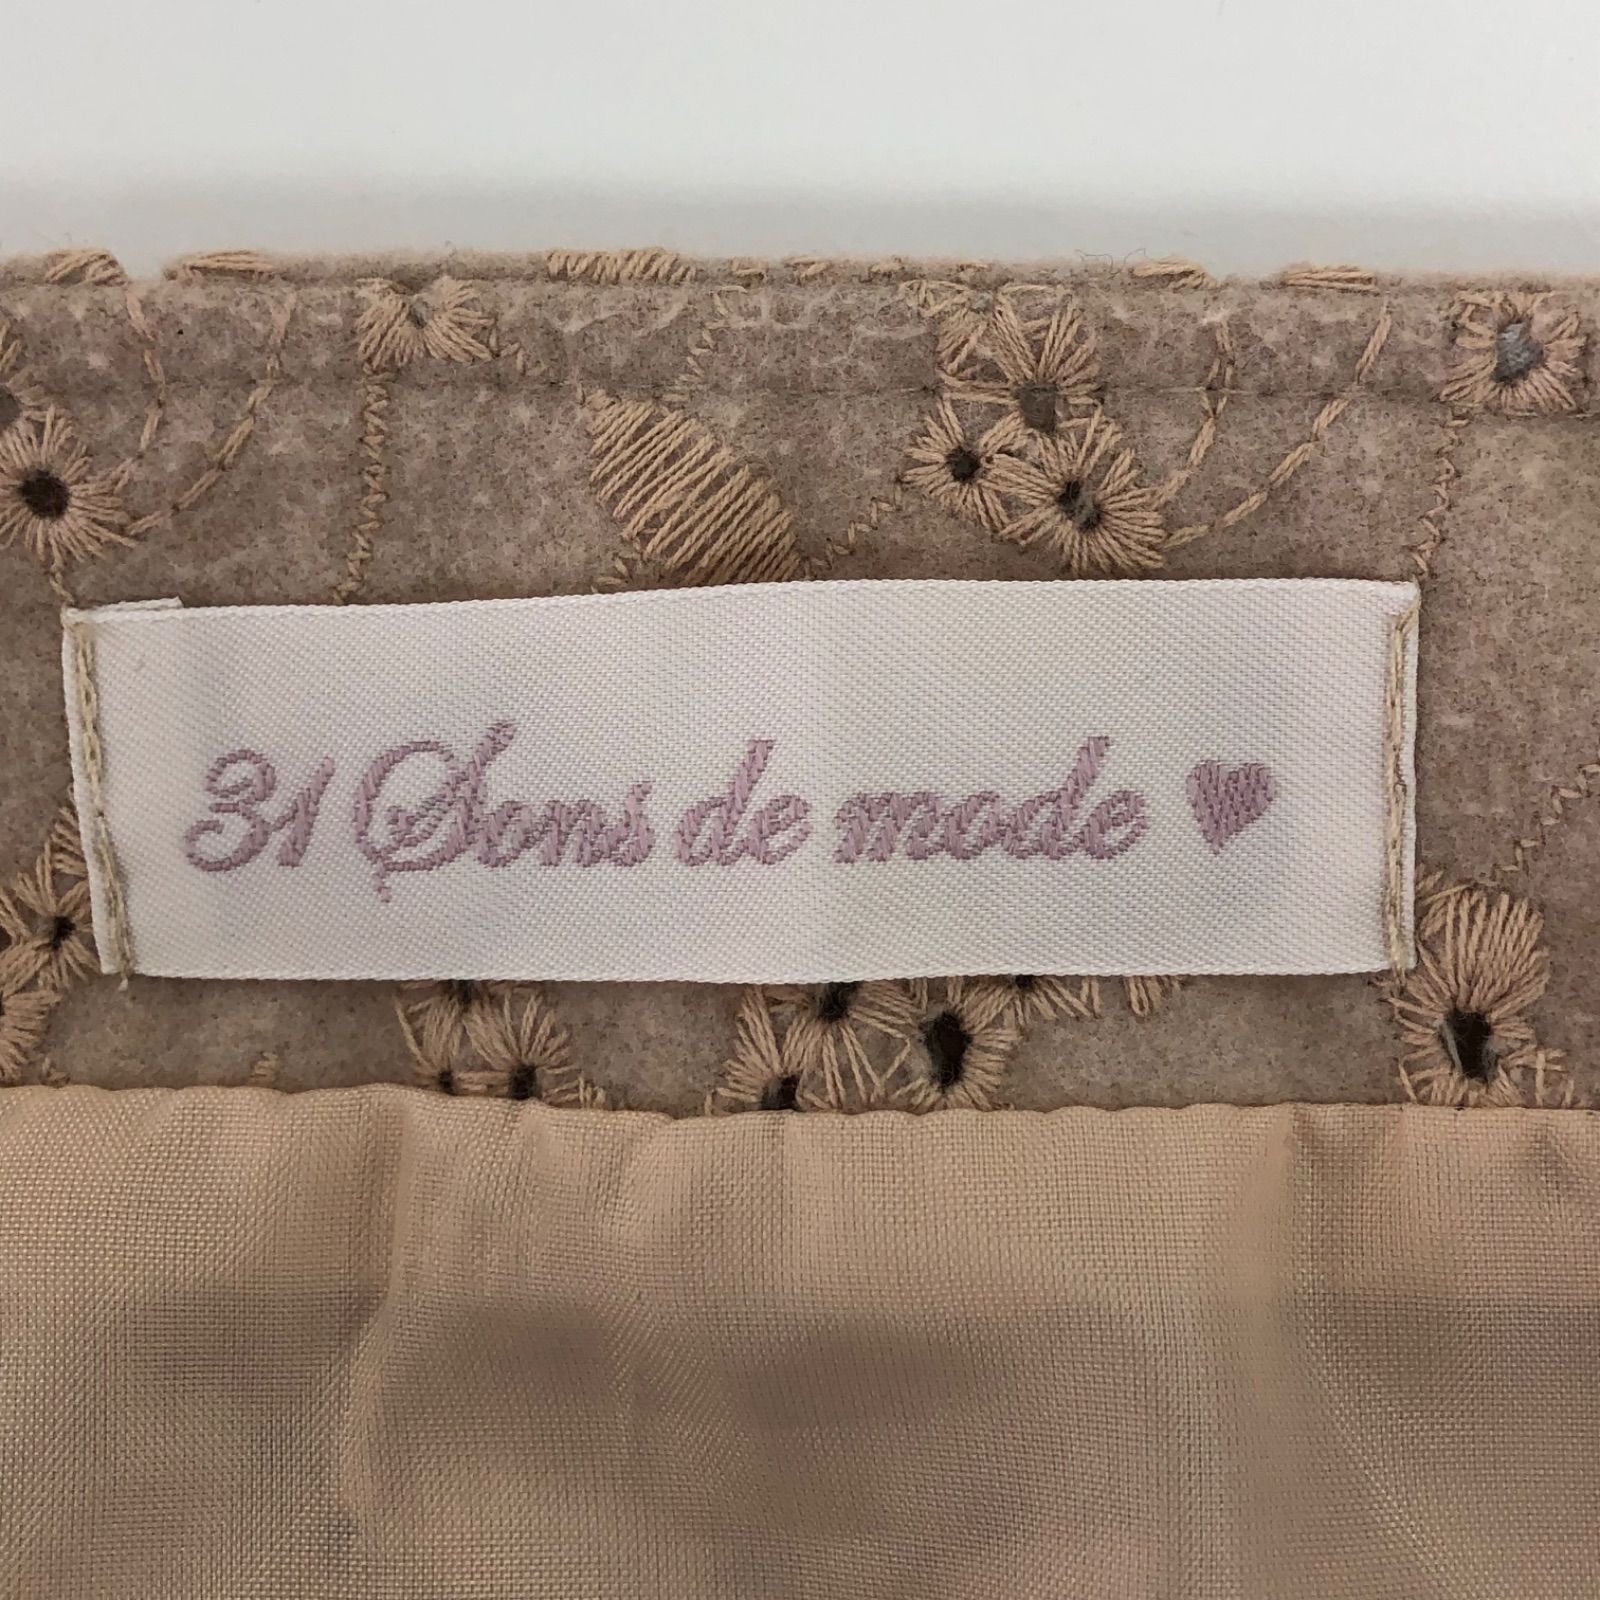 31 Sons de mode ♥